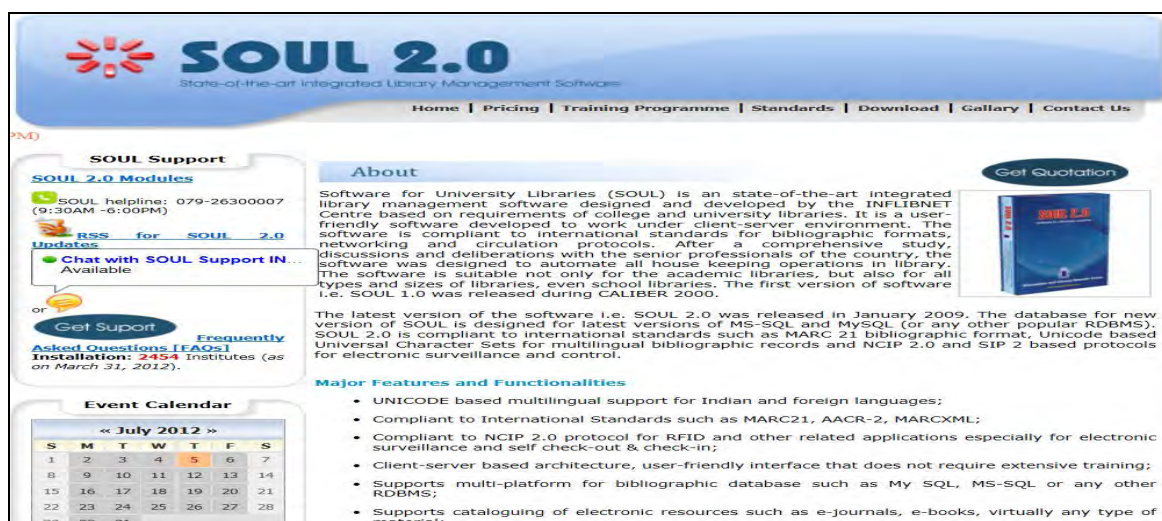 SOUL 2.0
State-of-the-art Integrated Library Management Software
Home | Pricing | Training Programme | Standards | Download | Gallary | Contact Us
PM)
SOUL Support
SOUL 2.0 Modules
SOUL helpline: 079-26300007
(9:30AM -6:00PM)
RSS for SOUL 2.0
Updates
Chat with SOUL Support IN...
Available
or
Get Suport
Frequently
Asked Questions [FAQs]
Installation: 2454 Institutes (as
on March 31, 2012).
Event Calendar
« July 2012 »
S M T W T F S
1 2 3 4 5 6 7
8 9 10 11 12 13 14
15 16 17 18 19 20 21
22 23 24 25 26 27 28
About
Get Quotation
SOUL 2.0
Software for University Libraries (SOUL) is an state-of-the-art integrated
library management software designed and developed by the INFLIBNET
Centre based on requirements of college and university libraries. It is a user-
friendly software developed to work under client-server environment. The
software is compliant to international standards for bibliographic formats,
networking and circulation protocols. After a comprehensive study,
discussions and deliberations with the senior professionals of the country, the
software was designed to automate all house keeping operations in library.
The software is suitable not only for the academic libraries, but also for all
types and sizes of libraries, even school libraries. The first version of software
i.e. SOUL 1.0 was released during CALIBER 2000.
The latest version of the software i.e. SOUL 2.0 was released in January 2009. The database for new
version of SOUL is designed for latest versions of MS-SQL and MySQL (or any other popular RDBMS).
SOUL 2.0 is compliant to international standards such as MARC 21 bibliographic format, Unicode based
Universal Character Sets for multilingual bibliographic records and NCIP 2.0 and SIP 2 based protocols
for electronic surveillance and control.
Major Features and Functionalities
• UNICODE based multilingual support for Indian and foreign languages;
• Compliant to International Standards such as MARC21, AACR-2, MARCXML;
• Compliant to NCIP 2.0 protocol for RFID and other related applications especially for electronic
surveillance and self check-out & check-in;
• Client-server based architecture, user-friendly interface that does not require extensive training;
• Supports multi-platform for bibliographic database such as My SQL, MS-SQL or any other
RDBMS;
• Supports cataloguing of electronic resources such as e-journals, e-books, virtually any type of